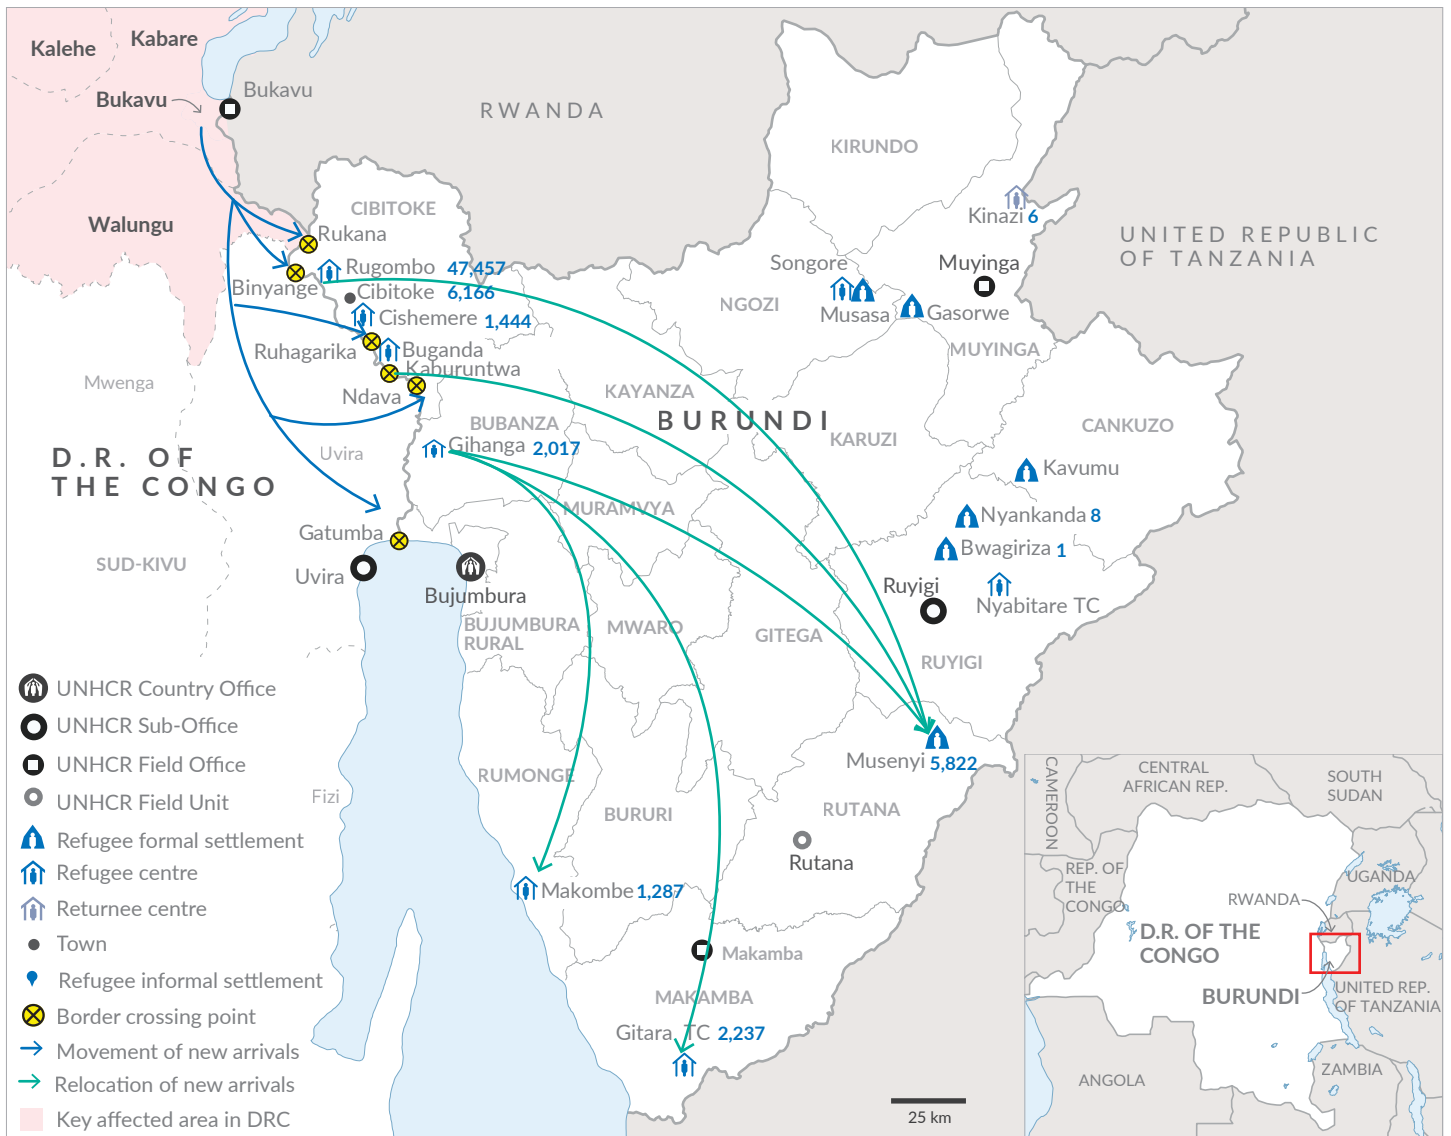 Kalehe
Kabare
Bukavu
Bukavu
RWANDA
KIRUNDO
Walungu
CIBITOKE
Rukana
Kinazi 6
UNITED REPUBLIC
OF TANZANIA
Rugombo 47,457
Binyange
Cibitoke 6,166
Cishemere 1,444
Songore
Musasa
Muyinga
NGOZI
Gasorwe
MUYINGA
Ruhagarika
Buganda
Kaburuntwa
Ndava
Mwenga
KAYANZA
BURUNDI
BUBANZA
KARUZI
CANKUZO
D.R. OF
THE CONGO
Uvira
Gihanga 2,017
Kavumu
MURAMVYA
Nyankanda 8
Gatumba
Bwagiriza 1
SUD-KIVU
Uvira
Bujumbura
Ruyigi
Nyabitare TC
BUJUMBURA
RURAL
MWARO
GITEGA
RUYIGI
Musenyi 5,822
RUMONGE
Fizi
BURURI
RUTANA
Rutana
Makombe 1,287
Makamba
MAKAMBA
Gitara TC 2,237
UNHCR Country Office
UNHCR Sub-Office
UNHCR Field Office
UNHCR Field Unit
Refugee formal settlement
Refugee centre
Returnee centre
Town
Refugee informal settlement
Border crossing point
Movement of new arrivals
Relocation of new arrivals
Key affected area in DRC
25 km
CAMEROON
CENTRAL
AFRICAN REP.
SOUTH
SUDAN
REP. OF
THE
CONGO
UGANDA
RWANDA
D.R. OF THE
CONGO
BURUNDI
UNITED REP.
OF TANZANIA
ANGOLA
ZAMBIA